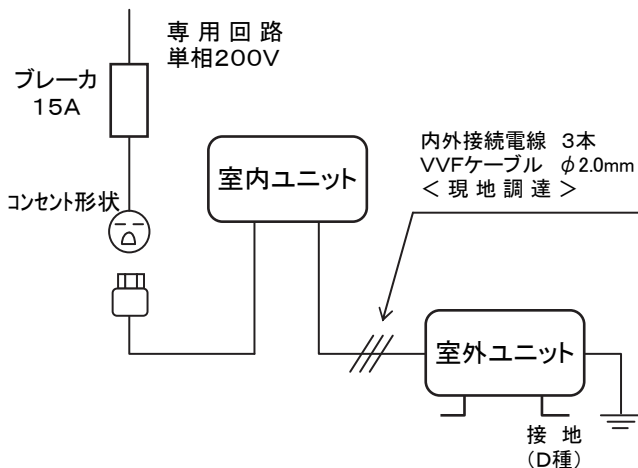 専用回路
単相200V
ブレーカ
15A
コンセント形状
室内ユニット
内外接続電線 3本
VVFケーブル φ2.0mm
<現地調達>
室外ユニット
接地
(D種)